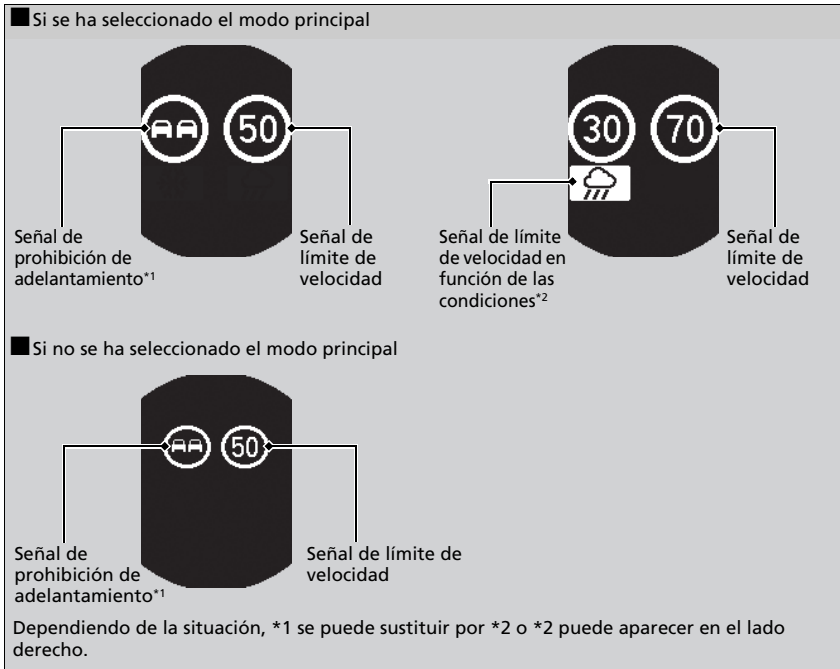 Si se ha seleccionado el modo principal
50
30
70
Señal de
prohibición de
adelantamiento*1
Señal de
límite de
velocidad
Señal de límite
de velocidad en
función de las
condiciones*2
Señal de
límite de
velocidad
Si no se ha seleccionado el modo principal
50
Señal de
prohibición de
adelantamiento*1
Señal de límite de
velocidad
Dependiendo de la situación, *1 se puede sustituir por *2 o *2 puede aparecer en el lado
derecho.